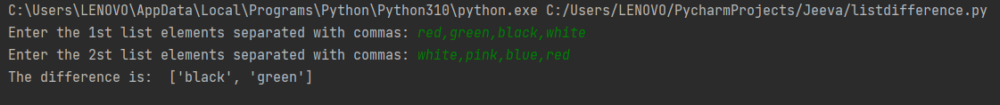 C:\Users\LENOVO\AppData\Local\Programs\Python\Python310\python.exe C:/Users/LENOVO/PycharmProjects/Jeeva/listdifference.py
Enter the 1st list elements separated with commas: red,green,black,white
Enter the 2st list elements separated with commas: white,pink,blue,red
The difference is:  ['black', 'green']